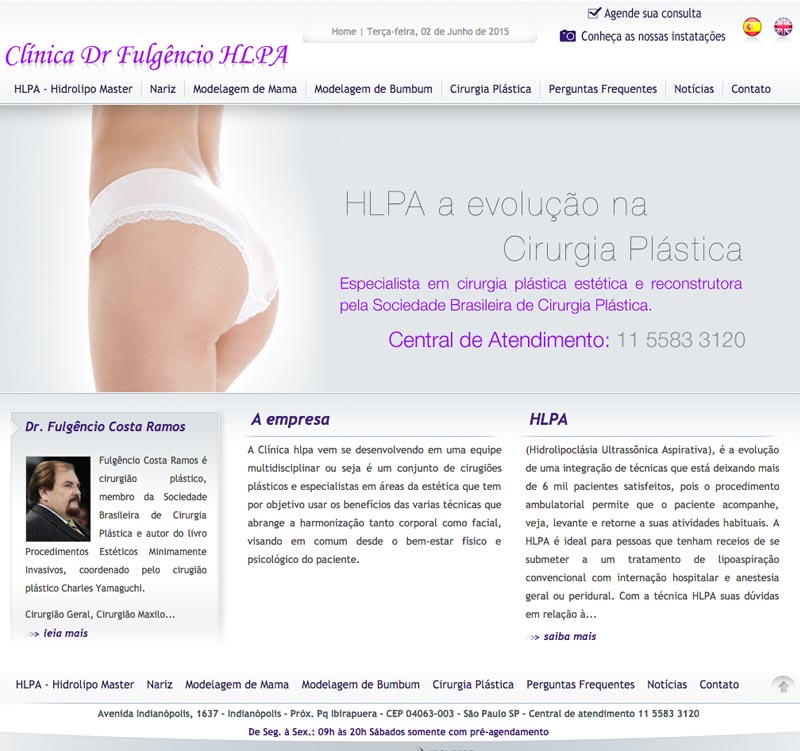 Home | Terça-feira, 02 de Junho de 2015
Agende sua consulta
Conheça as nossas instatações
Clínica Dr Fulgêncio HLPA
HLPA - Hidrolipo Master Nariz Modelagem de Mama Modelagem de Bumbum Cirurgia Plástica Perguntas Frequentes Notícias Contato
HLPA a evolução na
Cirurgia Plástica
Especialista em cirurgia plástica estética e reconstrutora
pela Sociedade Brasileira de Cirurgia Plástica.
Central de Atendimento: 11 5583 3120
Dr. Fulgêncio Costa Ramos
Fulgêncio Costa Ramos é
cirurgião plástico,
membro da Sociedade
Brasileira de Cirurgia
Plástica e autor do livro
Procedimentos Estéticos Minimamente
Invasivos, coordenado pelo cirugião
plástico Charles Yamaguchi.
Cirurgião Geral, Cirurgião Maxilo...
>> leia mais
A empresa
A Clínica hlpa vem se desenvolvendo em uma equipe
multidisciplinar ou seja é um conjunto de cirugiões
plásticos e especialistas em áreas da estética que tem
por objetivo usar os benefícios das varias técnicas que
abrange a harmonização tanto corporal como facial,
visando em comum desde o bem-estar físico e
psicológico do paciente.
HLPA
(Hidrolipoclásia Ultrassônica Aspirativa), é a evolução
de uma integração de técnicas que está deixando mais
de 6 mil pacientes satisfeitos, pois o procedimento
ambulatorial permite que o paciente acompanhe,
veja, levante e retorne a suas atividades habituais. A
HLPA é ideal para pessoas que tenham receios de se
submeter a um tratamento de lipoaspiração
convencional com internação hospitalar e anestesia
geral ou peridural. Com a técnica HLPA suas dúvidas
em relação à...
>> saiba mais
HLPA - Hidrolipo Master Nariz Modelagem de Mama Modelagem de Bumbum Cirurgia Plástica Perguntas Frequentes Notícias Contato
Avenida Indianópolis, 1637 - Indianópolis - Próx. Pq Ibirapuera - CEP 04063-003 - São Paulo SP - Central de atendimento 11 5583 3120
De Seg. à Sex.: 09h às 20h Sábados somente com pré-agendamento